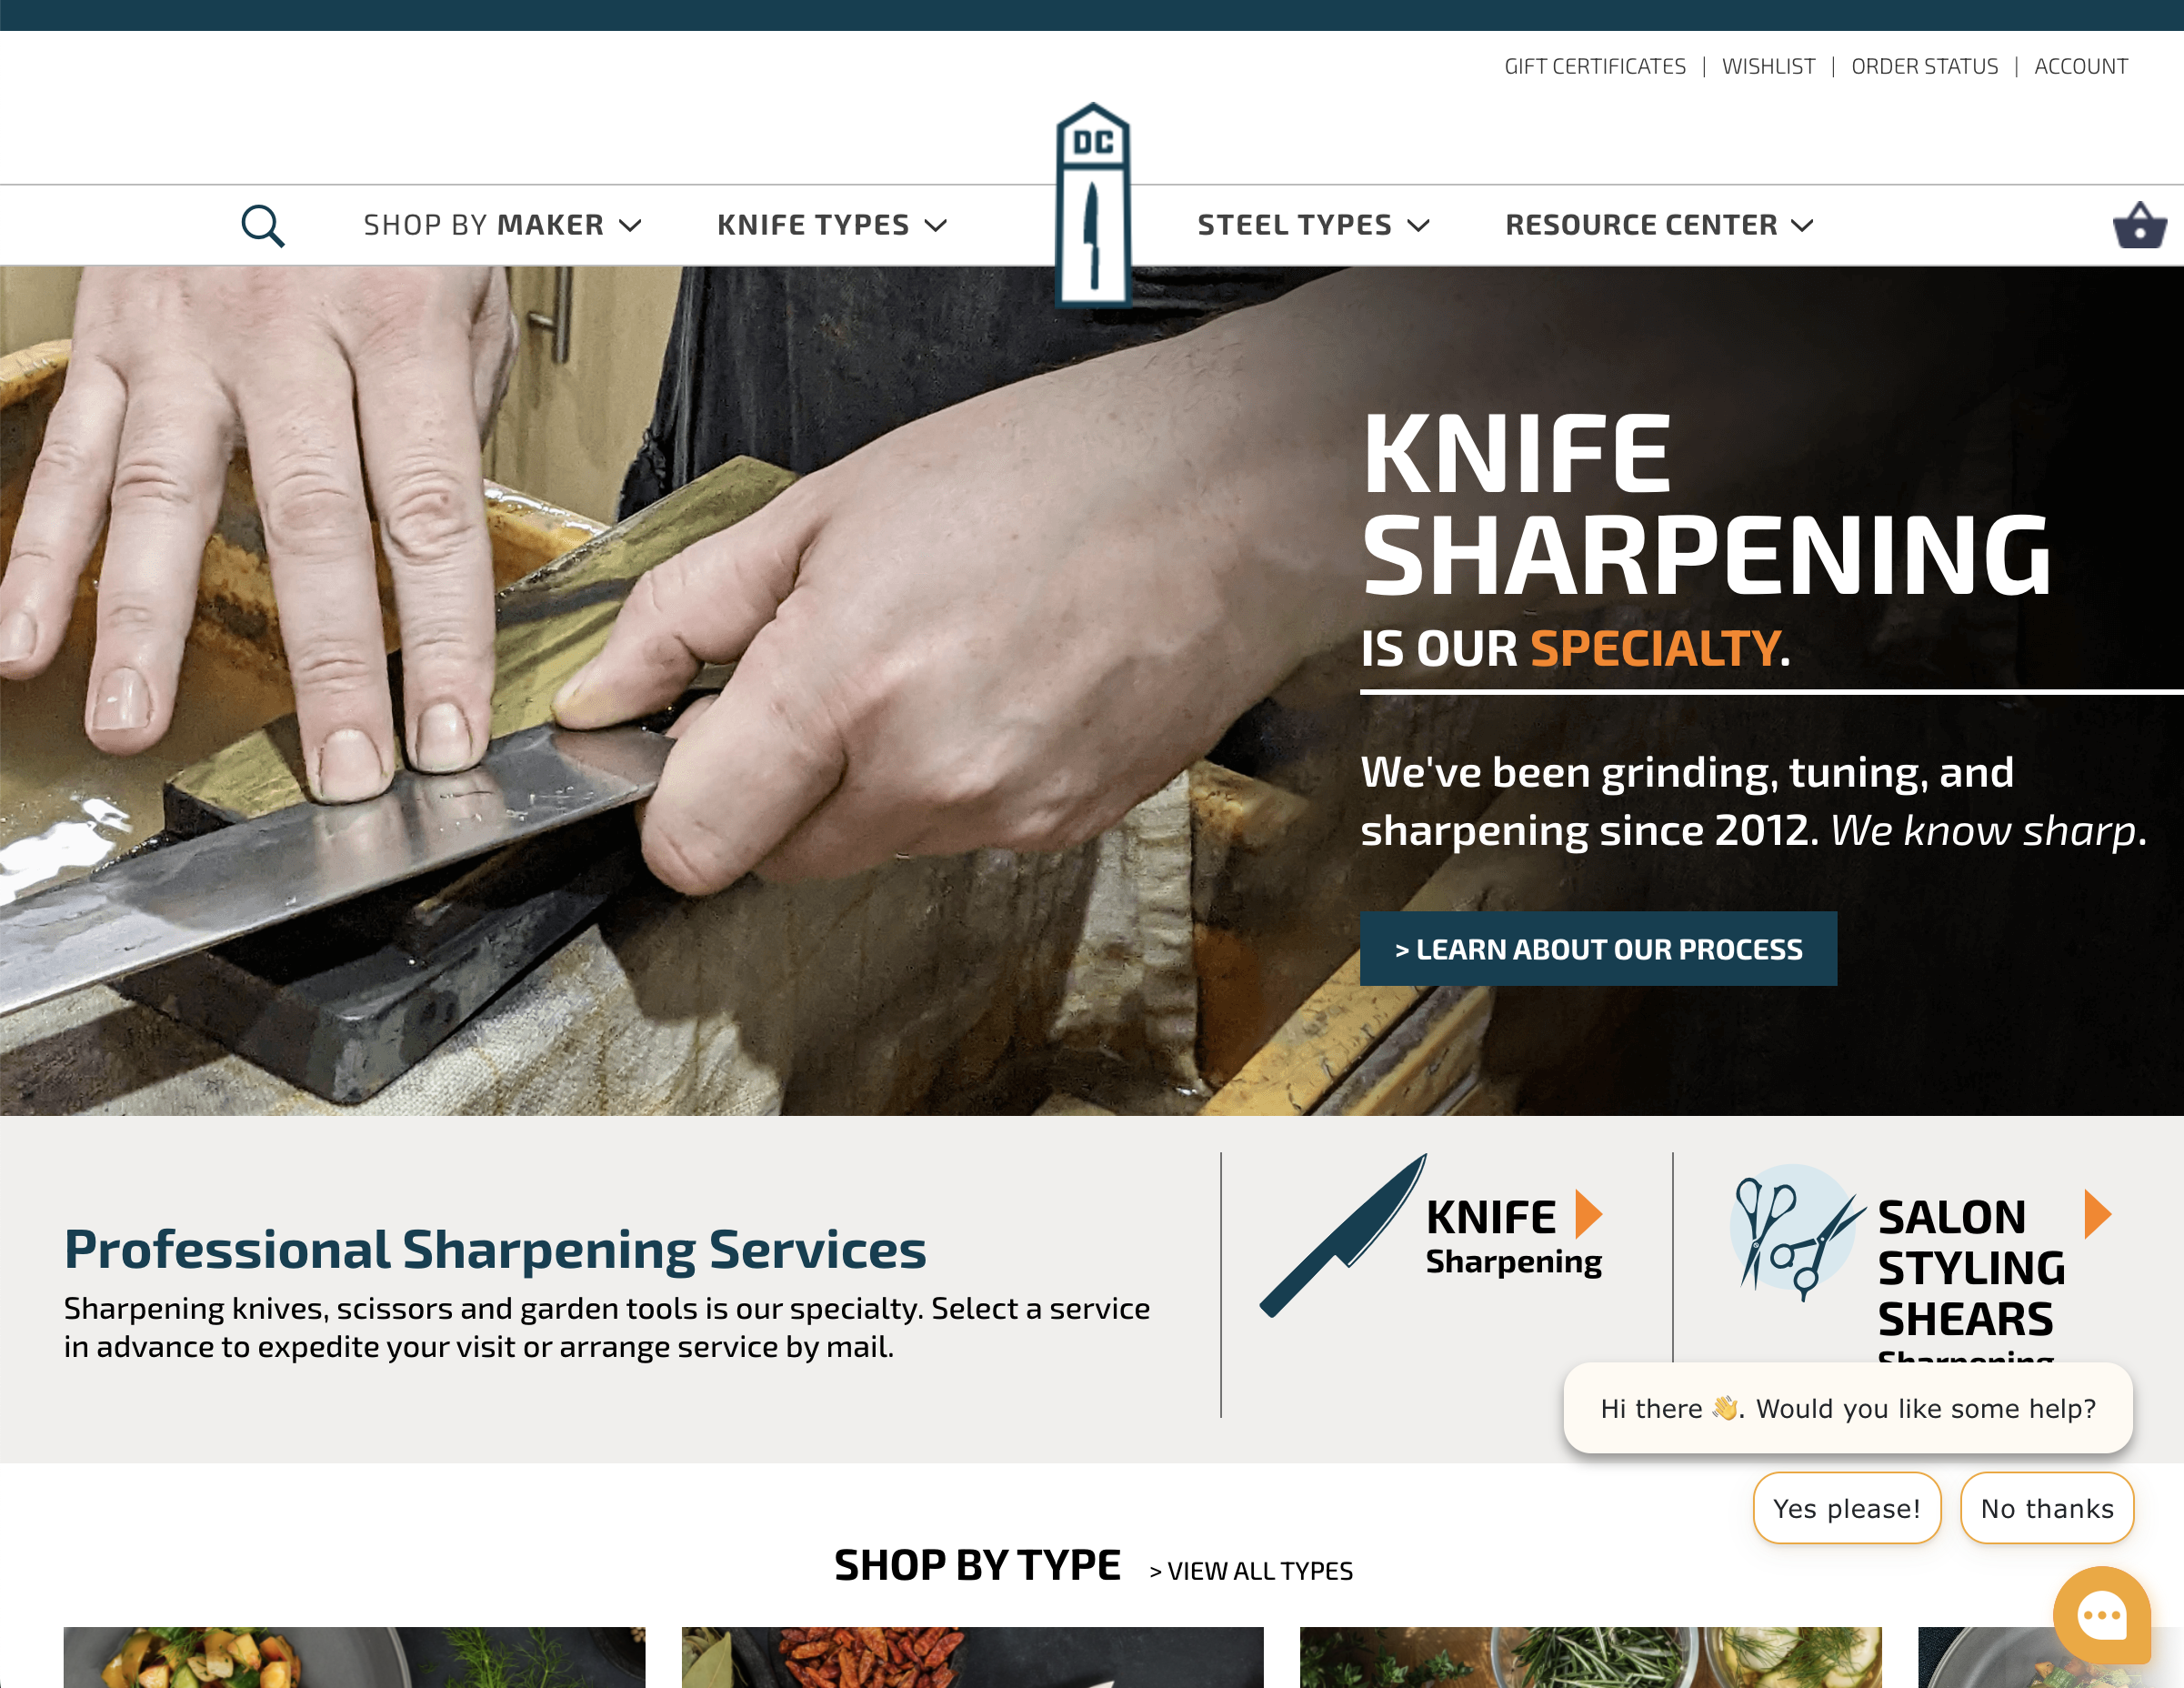 GIFT CERTIFICATES | WISHLIST | ORDER STATUS | ACCOUNT
DC
SHOP BY MAKER
KNIFE TYPES
STEEL TYPES
RESOURCE CENTER
KNIFE
SHARPENING
IS OUR SPECIALTY.
We've been grinding, tuning, and
sharpening since 2012. We know sharp.
> LEARN ABOUT OUR PROCESS
Professional Sharpening Services
Sharpening knives, scissors and garden tools is our specialty. Select a service
in advance to expedite your visit or arrange service by mail.
KNIFE
Sharpening
SALON
STYLING
SHEARS
Sharpening
Hi there 👋. Would you like some help?
Yes please!
No thanks
SHOP BY TYPE
> VIEW ALL TYPES